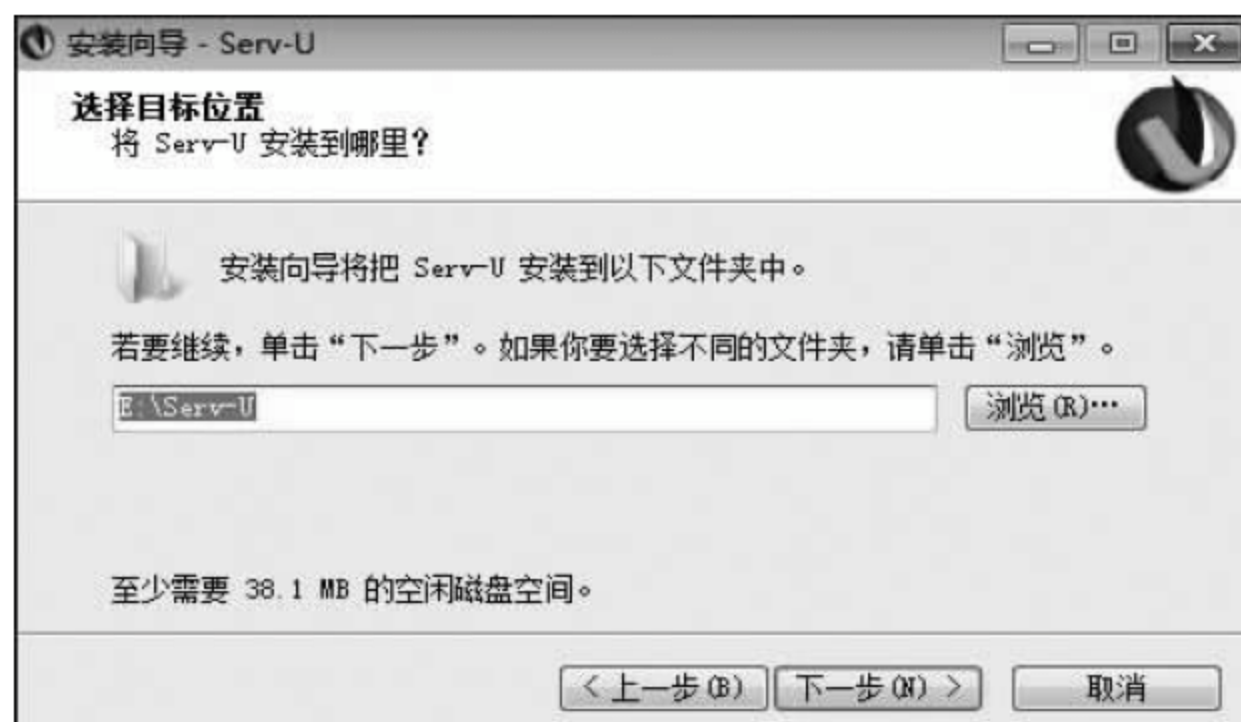 安装向导 - Serv-U
选择目标位置
将 Serv-U 安装到哪里?
安装向导将把 Serv-U 安装到以下文件夹中。
若要继续，单击“下一步”。如果你要选择不同的文件夹，请单击“浏览”。
E:\Serv-U
浏览(R)…
至少需要 38.1 MB 的空闲磁盘空间。
< 上一步(B) 下一步(N) > 取消